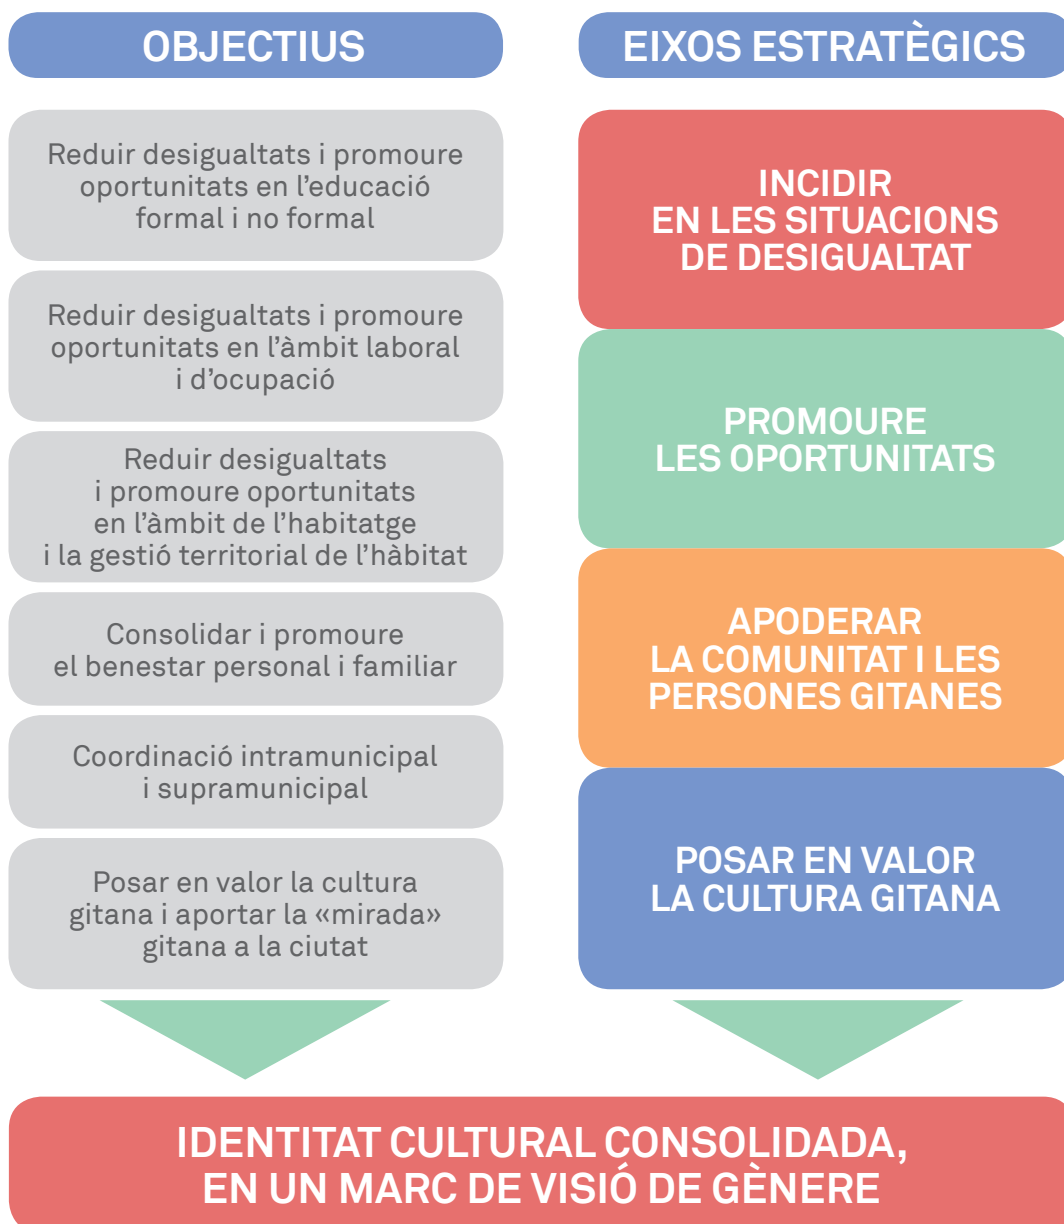 OBJECTIUS
Reduir desigualtats i promoure
oportunitats en l’educació
formal i no formal
Reduir desigualtats i promoure
oportunitats en l’àmbit laboral
i d’ocupació
Reduir desigualtats
i promoure oportunitats
en l’àmbit de l’habitatge
i la gestió territorial de l’hàbitat
Consolidar i promoure
el benestar personal i familiar
Coordinació intramunicipal
i supramunicipal
Posar en valor la cultura
gitana i aportar la «mirada»
gitana a la ciutat
EIXOS ESTRATÈGICS
INCIDIR
EN LES SITUACIONS
DE DESIGUALTAT
PROMOURE
LES OPORTUNITATS
APODERAR
LA COMUNITAT I LES
PERSONES GITANES
POSAR EN VALOR
LA CULTURA GITANA
IDENTITAT CULTURAL CONSOLIDADA,
EN UN MARC DE VISIÓ DE GÈNERE